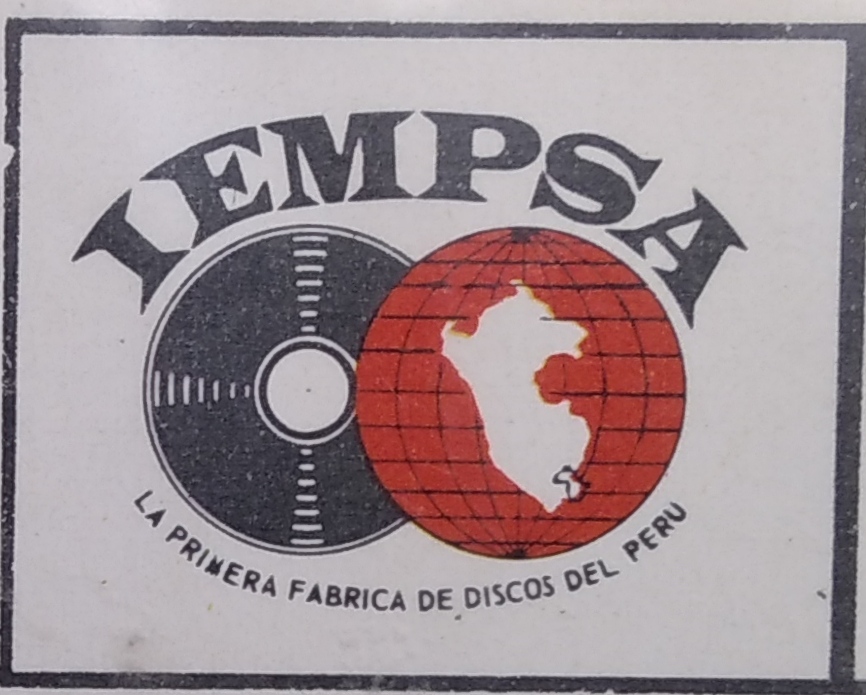 IEMPSA
LA PRIMERA FABRICA DE DISCOS DEL PERU